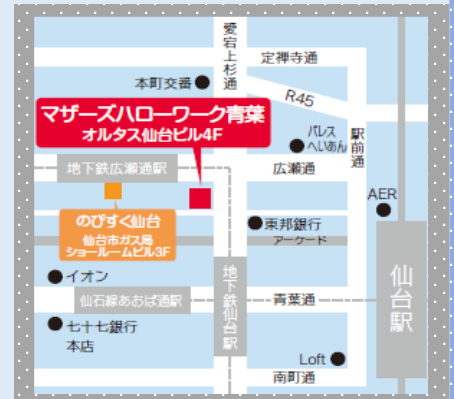 愛宕上杉通
定禅寺通
本町交番
R45
マザーズハローワーク青葉
オルタス仙台ビル4F
パレス
へいあん
駅前通
地下鉄広瀬通駅
広瀬通
AER
のびすく仙台
仙台市ガス局
ショールームビル3F
東邦銀行
アーケード
イオン
地下鉄仙台駅
仙台駅
仙石線あおば通駅
青葉通
七十七銀行
本店
Loft
南町通